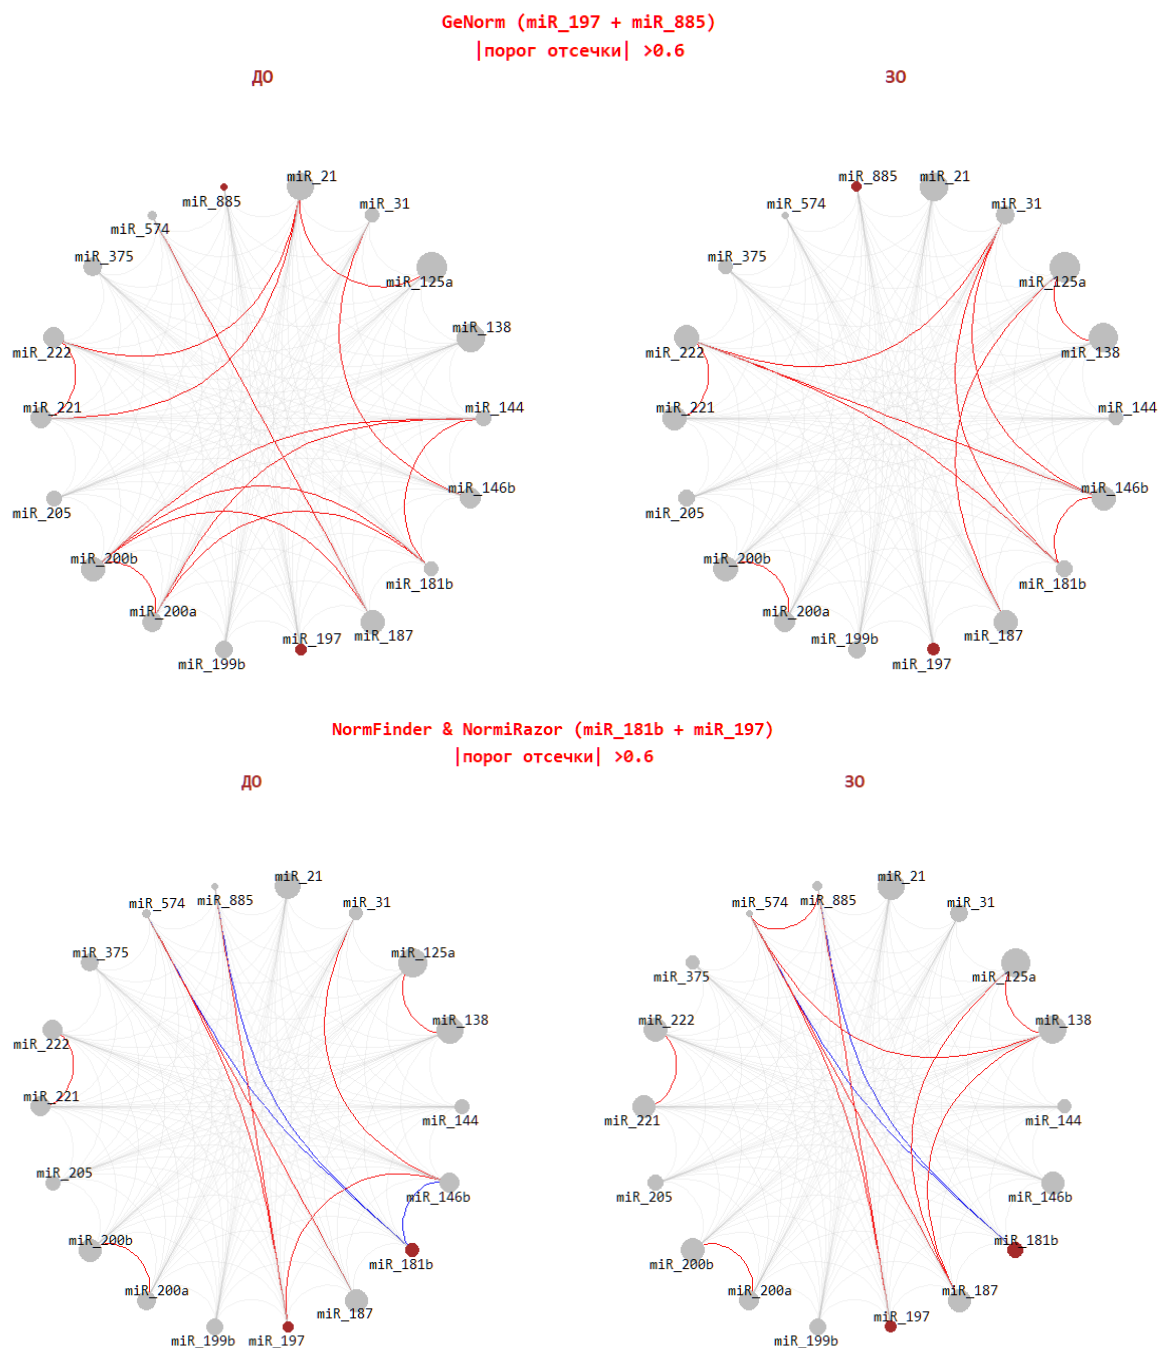 GeNorm (miR_197 + miR_885)
|порог отсечки| >0.6
ДО
ЗО
miR_21
miR_885
miR_31
miR_574
miR_375
miR_125a
miR_138
miR_222
miR_221
miR_144
miR_146b
miR_205
miR_200b
miR_181b
miR_200a
miR_197
miR_187
miR_199b
miR_885
miR_21
miR_574
miR_31
miR_375
miR_125a
miR_222
miR_138
miR_221
miR_144
miR_146b
miR_205
miR_200b
miR_181b
miR_200a
miR_199b
miR_187
miR_197
NormFinder & NormiRazor (miR_181b + miR_197)
|порог отсечки| >0.6
ДО
ЗО
miR_21
miR_574
miR_885
miR_31
miR_375
miR_125a
miR_138
miR_222
miR_221
miR_144
miR_205
miR_146b
miR_200b
miR_181b
miR_200a
miR_187
miR_199b
miR_197
miR_21
miR_574
miR_885
miR_31
miR_375
miR_125a
miR_222
miR_138
miR_221
miR_144
miR_205
miR_146b
miR_181b
miR_200b
miR_200a
miR_187
miR_197
miR_199b